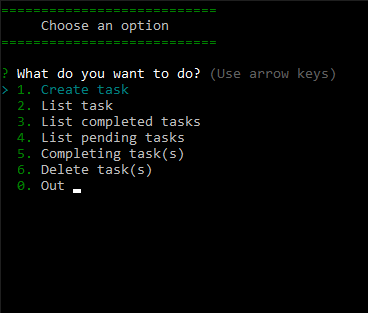 ===========================
Choose an option
===========================
? What do you want to do? (Use arrow keys)
> 1. Create task
2. List task
3. List completed tasks
4. List pending tasks
5. Completing task(s)
6. Delete task(s)
0. Out